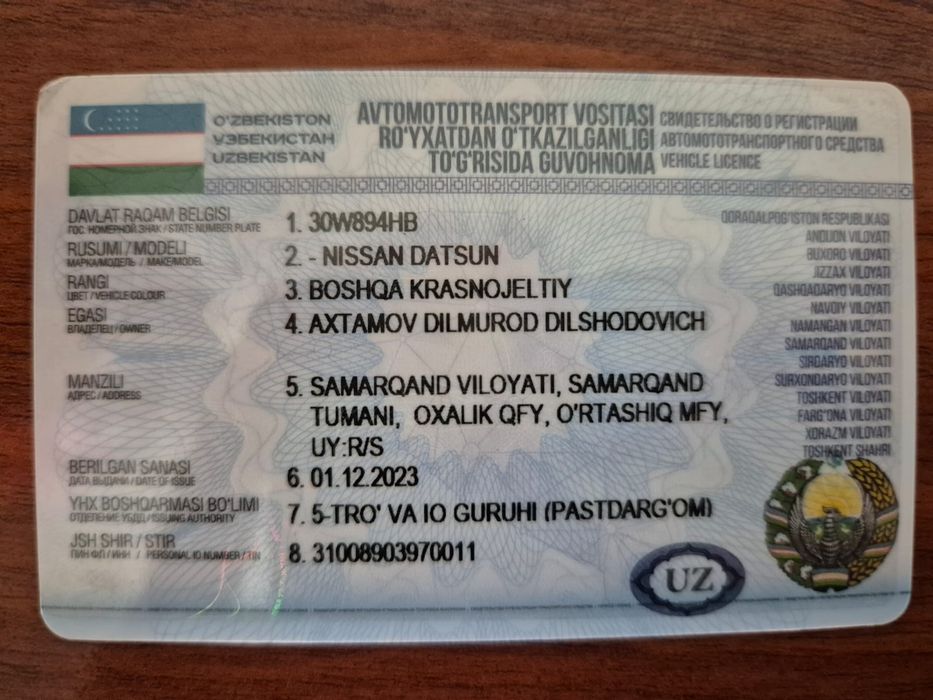 O'ZBEKISTON
УЗБЕКИСТАН
UZBEKISTAN
AVTOMOTOTRANSPORT VOSITASI
RO'YXATDAN O'TKAZILGANLIGI
TO'G'RISIDA GUVOHNOMA
СВИДЕТЕЛЬСТВО О РЕГИСТРАЦИИ
АВТОМОТОТРАНСПОРТНОГО СРЕДСТВА
VEHICLE LICENCE
DAVLAT RAQAM BELGISI
ГОС. НОМЕРНОЙ ЗНАК / STATE NUMBER PLATE
1. 30W894HB
RUSUMI / MODELI
МАРКА/МОДЕЛЬ / MAKE/MODEL
2. - NISSAN DATSUN
RANGI
ЦВЕТ / VEHICLE COLOUR
3. BOSHQA KRASNOJELTIY
EGASI
ВЛАДЕЛЕЦ / OWNER
4. AXTAMOV DILMUROD DILSHODOVICH
MANZILI
АДРЕС / ADDRESS
5. SAMARQAND VILOYATI, SAMARQAND
TUMANI, OXALIK QFY, O'RTASHIQ MFY,
UY:R/S
BERILGAN SANASI
ДАТА ВЫДАЧИ / DATE OF ISSUE
6. 01.12.2023
YHX BOSHQARMASI BO'LIMI
ОТДЕЛЕНИЕ УБДД / ISSUING AUTHORITY
7. 5-TRO' VA IO GURUHI (PASTDARG'OM)
JSH SHIR / STIR
ПИНФЛ / ИНН / PERSONAL ID NUMBER / TIN
8. 31008903970011
QORAQALPOG'ISTON RESPUBLIKASI
ANDIJON VILOYATI
BUXORO VILOYATI
JIZZAX VILOYATI
QASHQADARYO VILOYATI
NAVOIY VILOYATI
NAMANGAN VILOYATI
SAMARQAND VILOYATI
SIRDARYO VILOYATI
SURXONDARYO VILOYATI
TOSHKENT VILOYATI
FARG'ONA VILOYATI
XORAZM VILOYATI
TOSHKENT SHAHRI
UZ